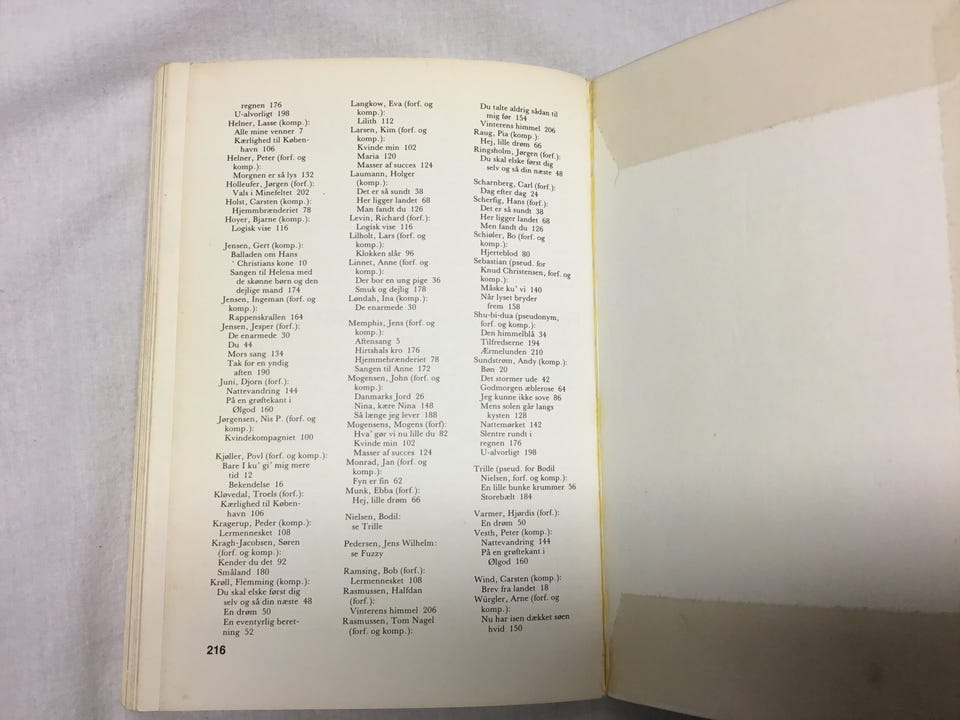 regnen 176
U-alvorligt 198
Helner, Lasse (komp.):
Alle mine venner 7
Kærlighed til Køben-
havn 106
Helner, Peter (forf. og
komp.):
Morgnen er så lys 132
Holleufer, Jørgen (forf.):
Vals i Minefeltet 202
Holst, Carsten (komp.):
Hjemmbrænderiet 78
Hoyer, Bjarne (komp.):
Logisk vise 116
Jensen, Gert (komp.):
Balladen om Hans
Christians kone 10
Sangen til Helena med
de skønne børn og den
dejlige mand 174
Jensen, Ingeman (forf. og
komp.):
Rappenskrallen 164
Jensen, Jesper (forf.):
De enarmede 30
Du 44
Mors sang 134
Tak for en yndig
aften 190
Juni, Djorn (forf.):
Nattevandring 144
På en grøftekant i
Ølgod 160
Jørgensen, Nis P. (forf. og
komp.):
Kvindekompagniet 100
Kjøller, Povl (forf. og komp.):
Bare I ku' gi' mig mere
tid 12
Bekendelse 16
Kløvedal, Troels (forf.):
Kærlighed til Køben-
havn 106
Kragerup, Peder (komp.):
Lermennesket 108
Kragh-Jacobsen, Søren
(forf. og komp.):
Kender du det 92
Småland 180
Krøll, Flemming (komp.):
Du skal elske først dig
selv og så din næste 48
En drøm 50
En eventyrlig beret-
ning 52
Langkow, Eva (forf. og
komp.):
Lilith 112
Larsen, Kim (forf. og
komp.):
Kvinde min 102
Maria 120
Masser af succes 124
Laumann, Holger
(komp.):
Det er så sundt 38
Her ligger landet 68
Man fandt du 126
Levin, Richard (forf.):
Logisk vise 116
Lilholt, Lars (forf. og
komp.):
Klokken slår 96
Linnet, Anne (forf. og
komp.):
Der bor en ung pige 36
Smuk og dejlig 178
Løndah, Ina (komp.):
De enarmede 30
Memphis, Jens (forf. og
komp.):
Aftensang 5
Hirtshals kro 176
Hjemmebrænderiet 78
Sangen til Anne 172
Mogensen, John (forf. og
komp.):
Danmarks Jord 26
Nina, kære Nina 148
Så længe jeg lever 188
Mogensens, Mogens (forf):
Hva' gør vi nu lille du 82
Kvinde min 102
Masser af succes 124
Monrad, Jan (forf. og
komp.):
Fyn er fin 62
Munk, Ebba (forf.):
Hej, lille drøm 66
Nielsen, Bodil:
se Trille
Pedersen, Jens Wilhelm:
se Fuzzy
Ramsing, Bob (forf.):
Lermennesket 108
Rasmussen, Halfdan
(forf.):
Vinterens himmel 206
Rasmussen, Tom Nagel
(forf. og komp.):
Du talte aldrig sådan til
mig før 154
Vinterens himmel 206
Raug, Pia (komp.):
Hej, lille drøm 66
Ringsholm, Jørgen (forf.):
Du skal elske først dig
selv og så din næste 48
Scharnberg, Carl (forf.):
Dag efter dag 24
Scherfig, Hans (forf.):
Det er så sundt 38
Her ligger landet 68
Men fandt du 126
Schiøler, Bo (forf. og
komp.):
Hjerteblod 80
Sebastian (pseud. for
Knud Christensen, forf. og
komp.):
Måske ku' vi 140
Når lyset bryder
frem 158
Shu-bi-dua (pseudonym,
forf. og komp.):
Den himmelblå 34
Tilfredserne 194
Ærmelunden 210
Sundstrøm, Andy (komp.):
Bøn 20
Det stormer ude 42
Godmorgen æblerose 64
Jeg kunne ikke sove 86
Mens solen går langs
kysten 128
Nattemørket 142
Slentre rundt i
regnen 176
U-alvorligt 198
Trille (pseud. for Bodil
Nielsen, forf. og komp.):
En lille bunke krummer 56
Storebælt 184
Varmer, Hjørdis (forf.):
En drøm 50
Vesth, Peter (komp.):
Nattevandring 144
På en grøftekant i
Ølgod 160
Wind, Carsten (komp.):
Brev fra landet 18
Würgler, Arne (forf. og
komp.):
Nu har isen dækket søen
hvid 150
216